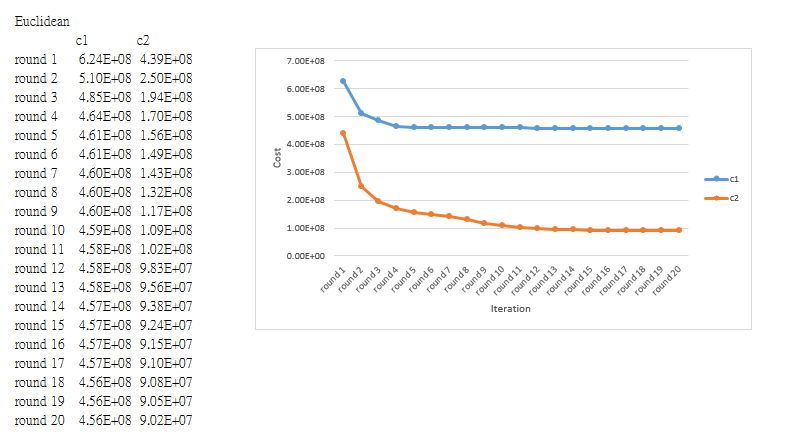 Euclidean
c1 c2
round 1 6.24E+08 4.39E+08
round 2 5.10E+08 2.50E+08
round 3 4.85E+08 1.94E+08
round 4 4.64E+08 1.70E+08
round 5 4.61E+08 1.56E+08
round 6 4.61E+08 1.49E+08
round 7 4.60E+08 1.43E+08
round 8 4.60E+08 1.32E+08
round 9 4.60E+08 1.17E+08
round 10 4.59E+08 1.09E+08
round 11 4.58E+08 1.02E+08
round 12 4.58E+08 9.83E+07
round 13 4.58E+08 9.56E+07
round 14 4.57E+08 9.38E+07
round 15 4.57E+08 9.24E+07
round 16 4.57E+08 9.15E+07
round 17 4.57E+08 9.10E+07
round 18 4.56E+08 9.08E+07
round 19 4.56E+08 9.05E+07
round 20 4.56E+08 9.02E+07
Cost
7.00E+08
6.00E+08
5.00E+08
4.00E+08
3.00E+08
2.00E+08
1.00E+08
0.00E+00
round 1
round 2
round 3
round 4
round 5
round 6
round 7
round 8
round 9
round 10
round 11
round 12
round 13
round 14
round 15
round 16
round 17
round 18
round 19
round 20
Iteration
c1
c2